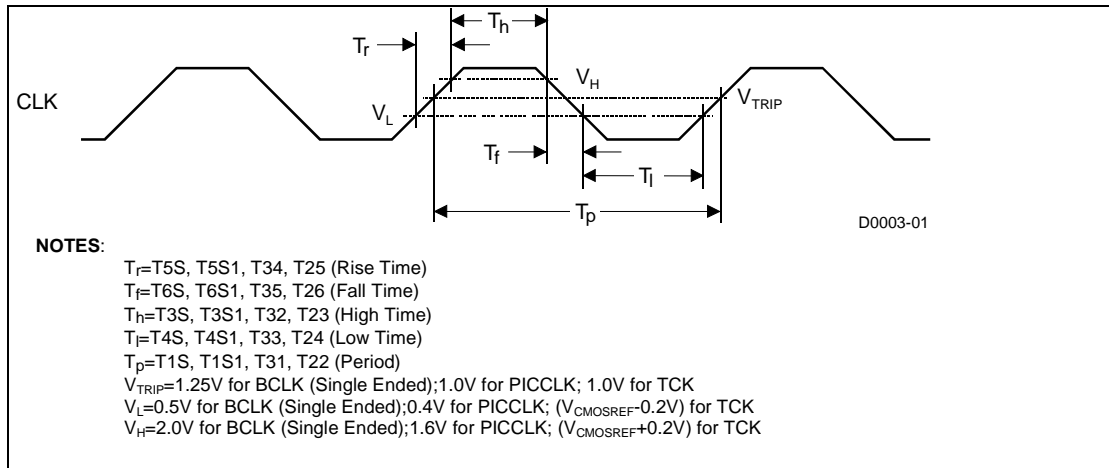 Th
Tr
CLK
VH
VTRIP
VL
Tf
Tl
Tp
D0003-01
NOTES:
Tr=T5S, T5S1, T34, T25 (Rise Time)
Tf=T6S, T6S1, T35, T26 (Fall Time)
Th=T3S, T3S1, T32, T23 (High Time)
Tl=T4S, T4S1, T33, T24 (Low Time)
Tp=T1S, T1S1, T31, T22 (Period)
VTRIP=1.25V for BCLK (Single Ended);1.0V for PICCLK; 1.0V for TCK
VL=0.5V for BCLK (Single Ended);0.4V for PICCLK; (VCMOSREF-0.2V) for TCK
VH=2.0V for BCLK (Single Ended);1.6V for PICCLK; (VCMOSREF+0.2V) for TCK